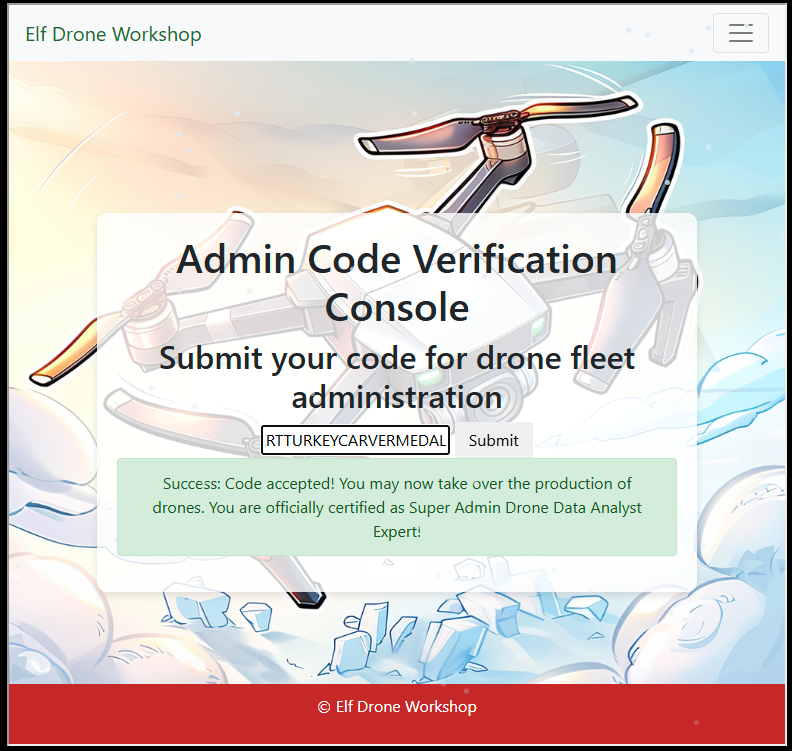 Elf Drone Workshop
Admin Code Verification
Console
Submit your code for drone fleet
administration
RTTURKEYCARVERMEDAL
Submit
Success: Code accepted! You may now take over the production of
drones. You are officially certified as Super Admin Drone Data Analyst
Expert!
© Elf Drone Workshop